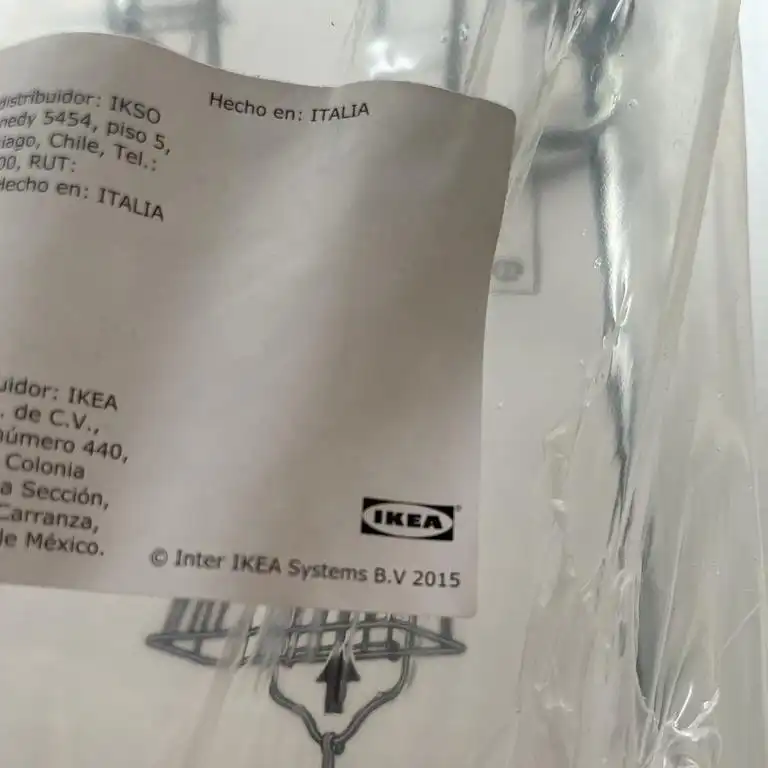 distribuidor: IKSO
nedy 5454, piso 5,
iago, Chile, Tel.:
00, RUT:
Hecho en: ITALIA
Hecho en: ITALIA
uidor: IKEA
. de C.V.,
número 440,
Colonia
a Sección,
Carranza,
de México.
IKEA
© Inter IKEA Systems B.V 2015